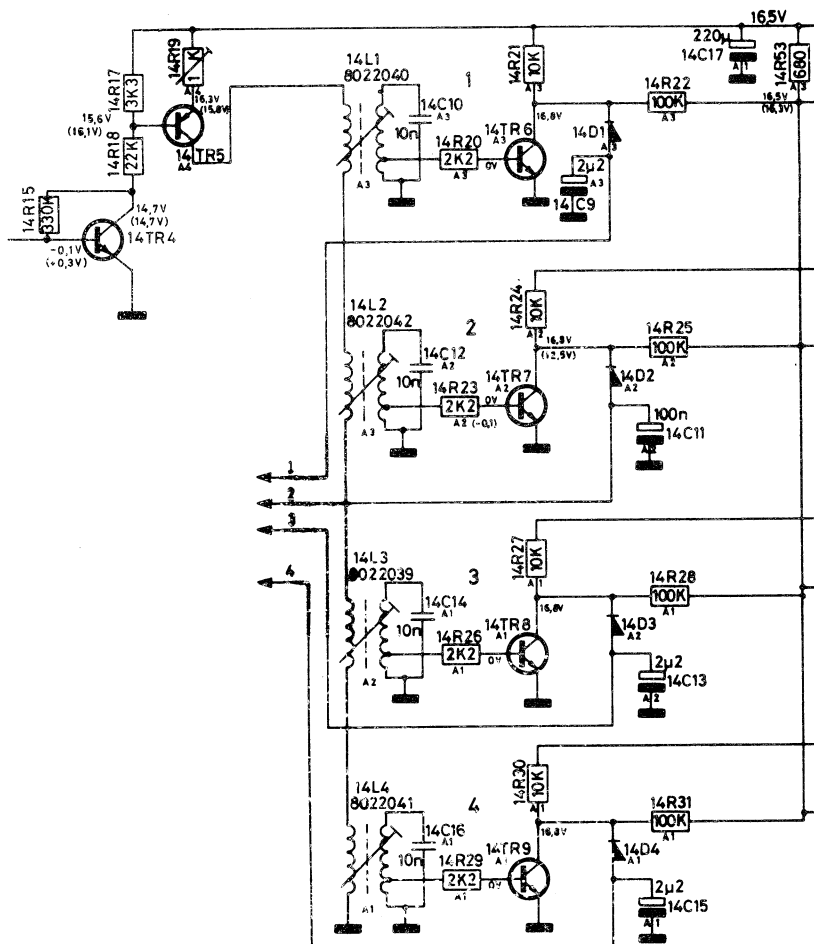 16,5V
220µ
14C17
A1
14R53
680
A3
14R19
1K
A4
14L1
8022040
1
14R21
10K
A3
14R22
100K
A3
16,5V
(16,3V)
14R17
3K3
16,3V
(15,8V)
15,6V
(16,1V)
14TR5
A4
14R18
22K
14C10
A3
10n
14R20
2K2
A3
0V
14TR6
A3
16,8V
14D1
A3
2µ2
A3
14C9
A3
14R15
330K
14,7V
(14,7V)
14TR4
-0,1V
(+0,3V)
14L2
8022042
2
14R24
10K
A2
14R25
100K
A2
16,8V
14C12
A2
10n
14R23
2K2
A2
0V
(-0,1)
14TR7
A2
14D2
A2
100n
14C11
A2
A3
1
2
3
4
14L3
8022039
3
14R27
10K
A1
14R28
100K
A1
16,8V
14C14
A1
10n
14R26
2K2
A1
0V
14TR8
A1
14D3
A2
2µ2
14C13
A2
A2
14L4
8022041
4
14R30
10K
A1
14R31
100K
A1
16,8V
14C16
A1
10n
14R29
2K2
A1
0V
14TR9
A1
14D4
A1
2µ2
14C15
A1
A1